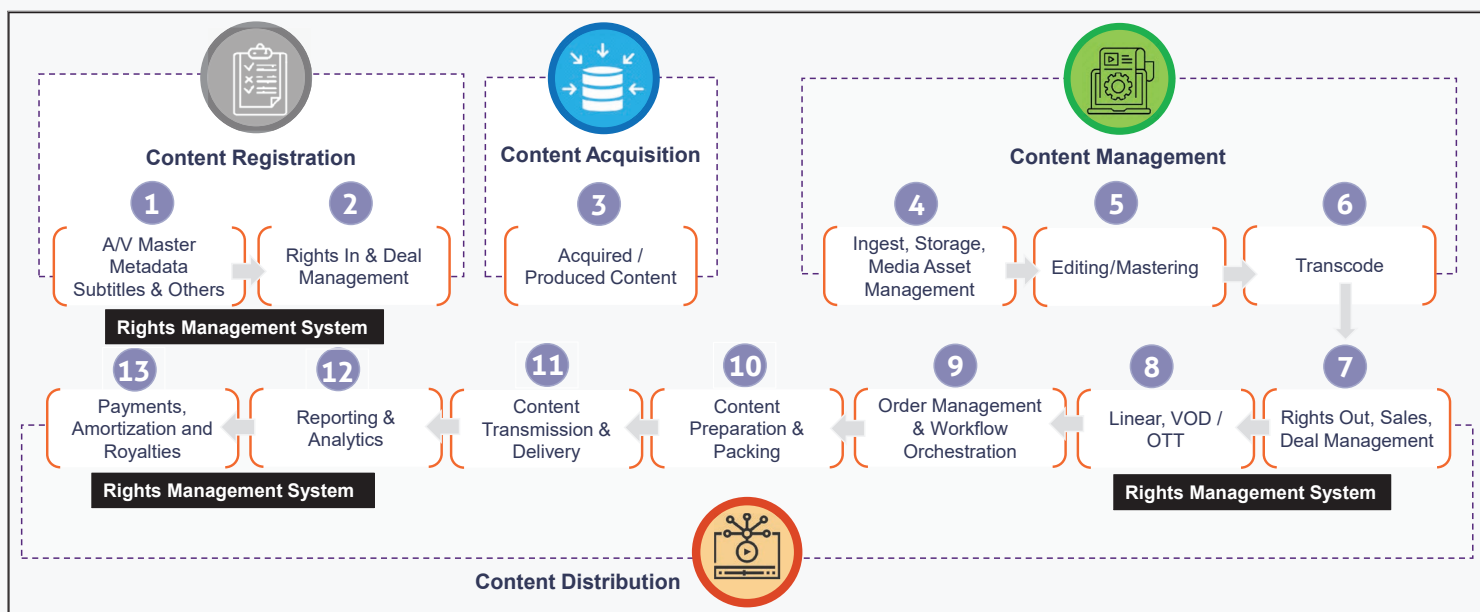 Content Registration
1
A/V Master
Metadada
Subtitles & Others
2
Rights In & Deal
Management
Rights Management System
Content Acquisition
3
Acquired /
Produced Content
Content Management
4
Ingest, Storage,
Media Asset
Management
5
Editing/Mastering
6
Transcode
7
Rights Out, Sales,
Deal Management
8
Linear, VOD /
OTT
Rights Management System
9
Order Management
& Workflow
Orchestration
10
Content
Preparation &
Packing
11
Content
Transmission &
Delivery
12
Reporting &
Analytics
13
Payments,
Amortization and
Royalties
Rights Management System
Content Distribution